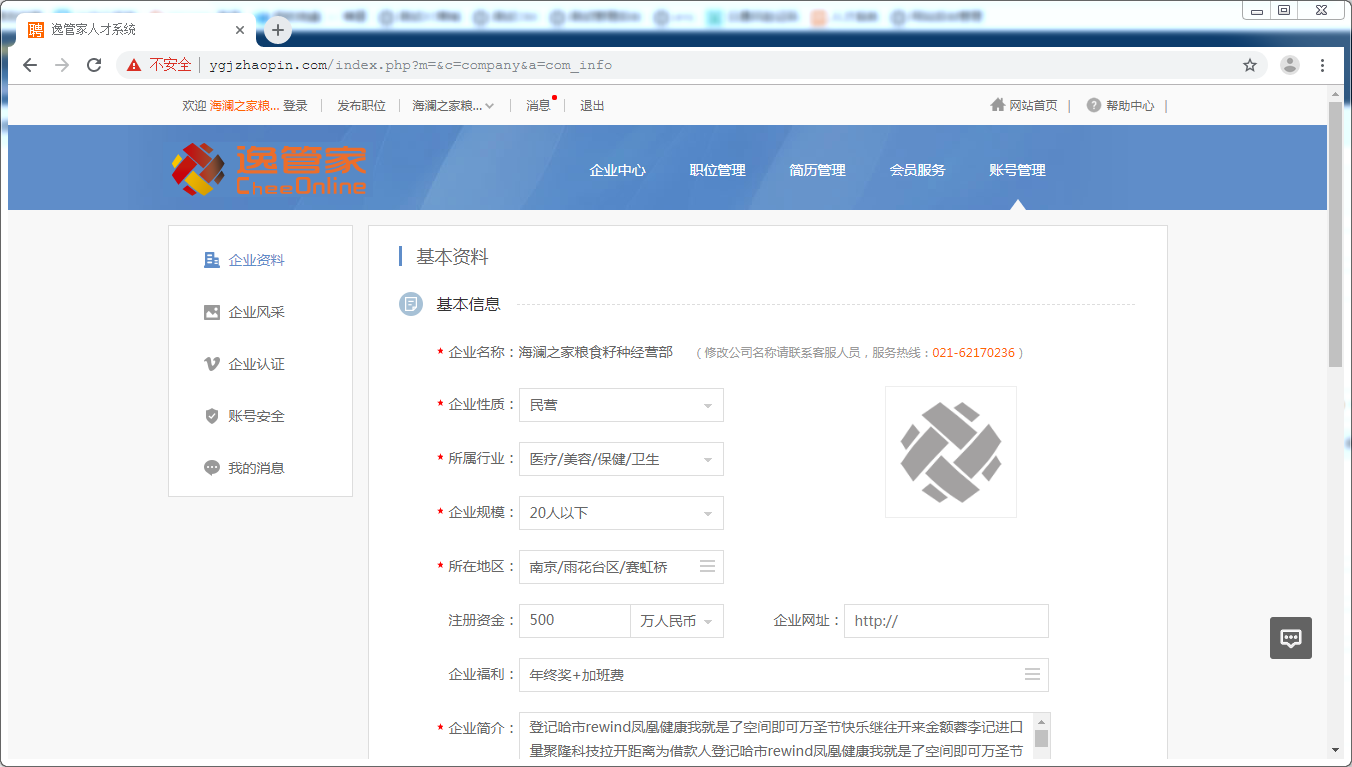 聘 逸管家人才系统
不安全 ygjzhaopin.com/index.php?m=&c=company&a=com_info
欢迎 海澜之家粮... 登录 发布职位 海澜之家粮... 消息 退出 网站首页 | ? 帮助中心 |
逸管家
CheeOnline
企业中心 职位管理 简历管理 会员服务 账号管理
企业资料
企业风采
企业认证
账号安全
我的消息
基本资料
基本信息
* 企业名称：海澜之家粮食籽种经营部 （修改公司名称请联系客服人员，服务热线：021-62170236 ）
* 企业性质： 民营
* 所属行业： 医疗/美容/保健/卫生
* 企业规模： 20人以下
* 所在地区： 南京/雨花台区/赛虹桥
注册资金： 500 万人民币 企业网址： http://
企业福利： 年终奖+加班费
* 企业简介： 登记哈市rewind凤凰健康我就是了空间即可万圣节快乐继往开来金额蓉李记进口
量聚隆科技拉开距离为借款人登记哈市rewind凤凰健康我就是了空间即可万圣节